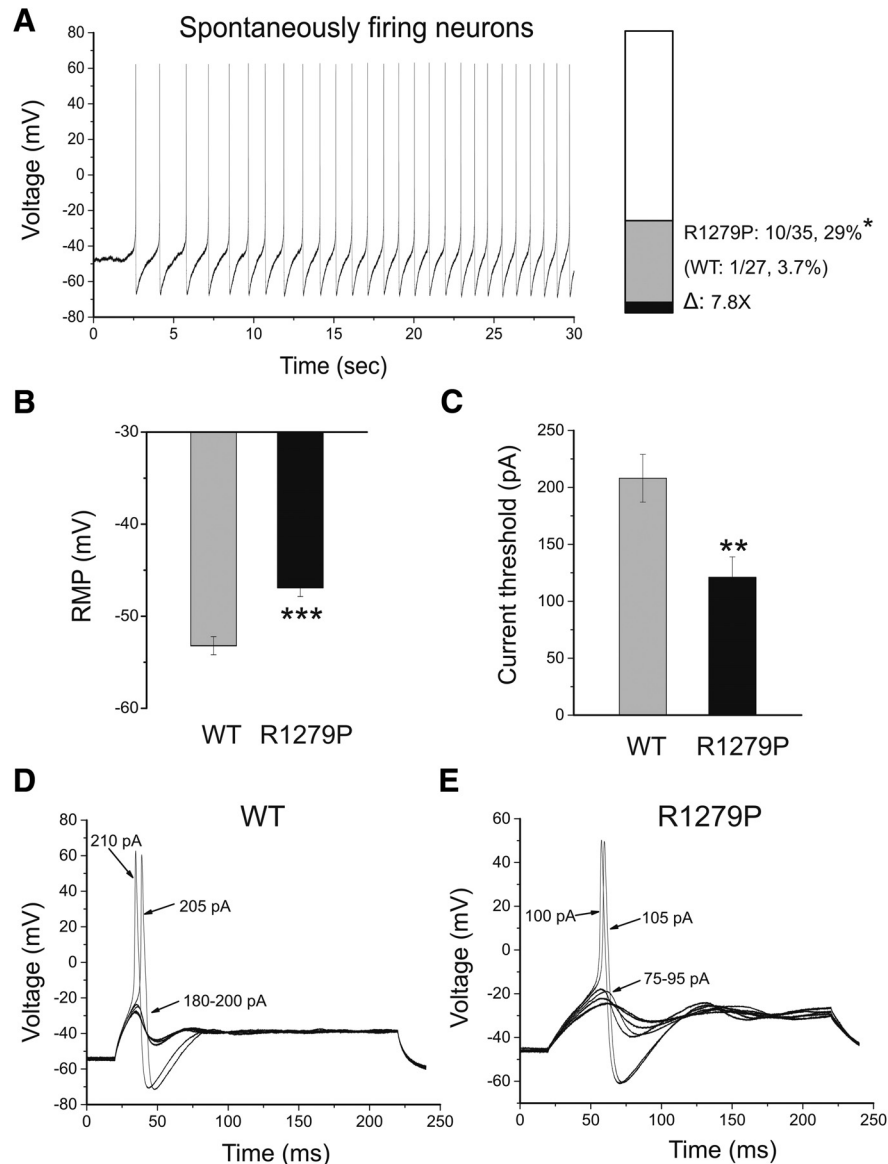 A
Spontaneously firing neurons
80
60
40
20
0
-20
-40
-60
-80
Voltage (mV)
0 5 10 15 20 25 30
Time (sec)
R1279P: 10/35, 29%*
(WT: 1/27, 3.7%)
Δ: 7.8X
B
-30
-40
-50
-60
RMP (mV)
***
WT R1279P
C
250
200
150
100
50
0
Current threshold (pA)
**
WT R1279P
D
WT
80
60
40
20
0
-20
-40
-60
-80
Voltage (mV)
210 pA
205 pA
180-200 pA
0 50 100 150 200 250
Time (ms)
E
R1279P
60
40
20
0
-20
-40
-60
Voltage (mV)
100 pA
105 pA
75-95 pA
0 50 100 150 200 250
Time (ms)